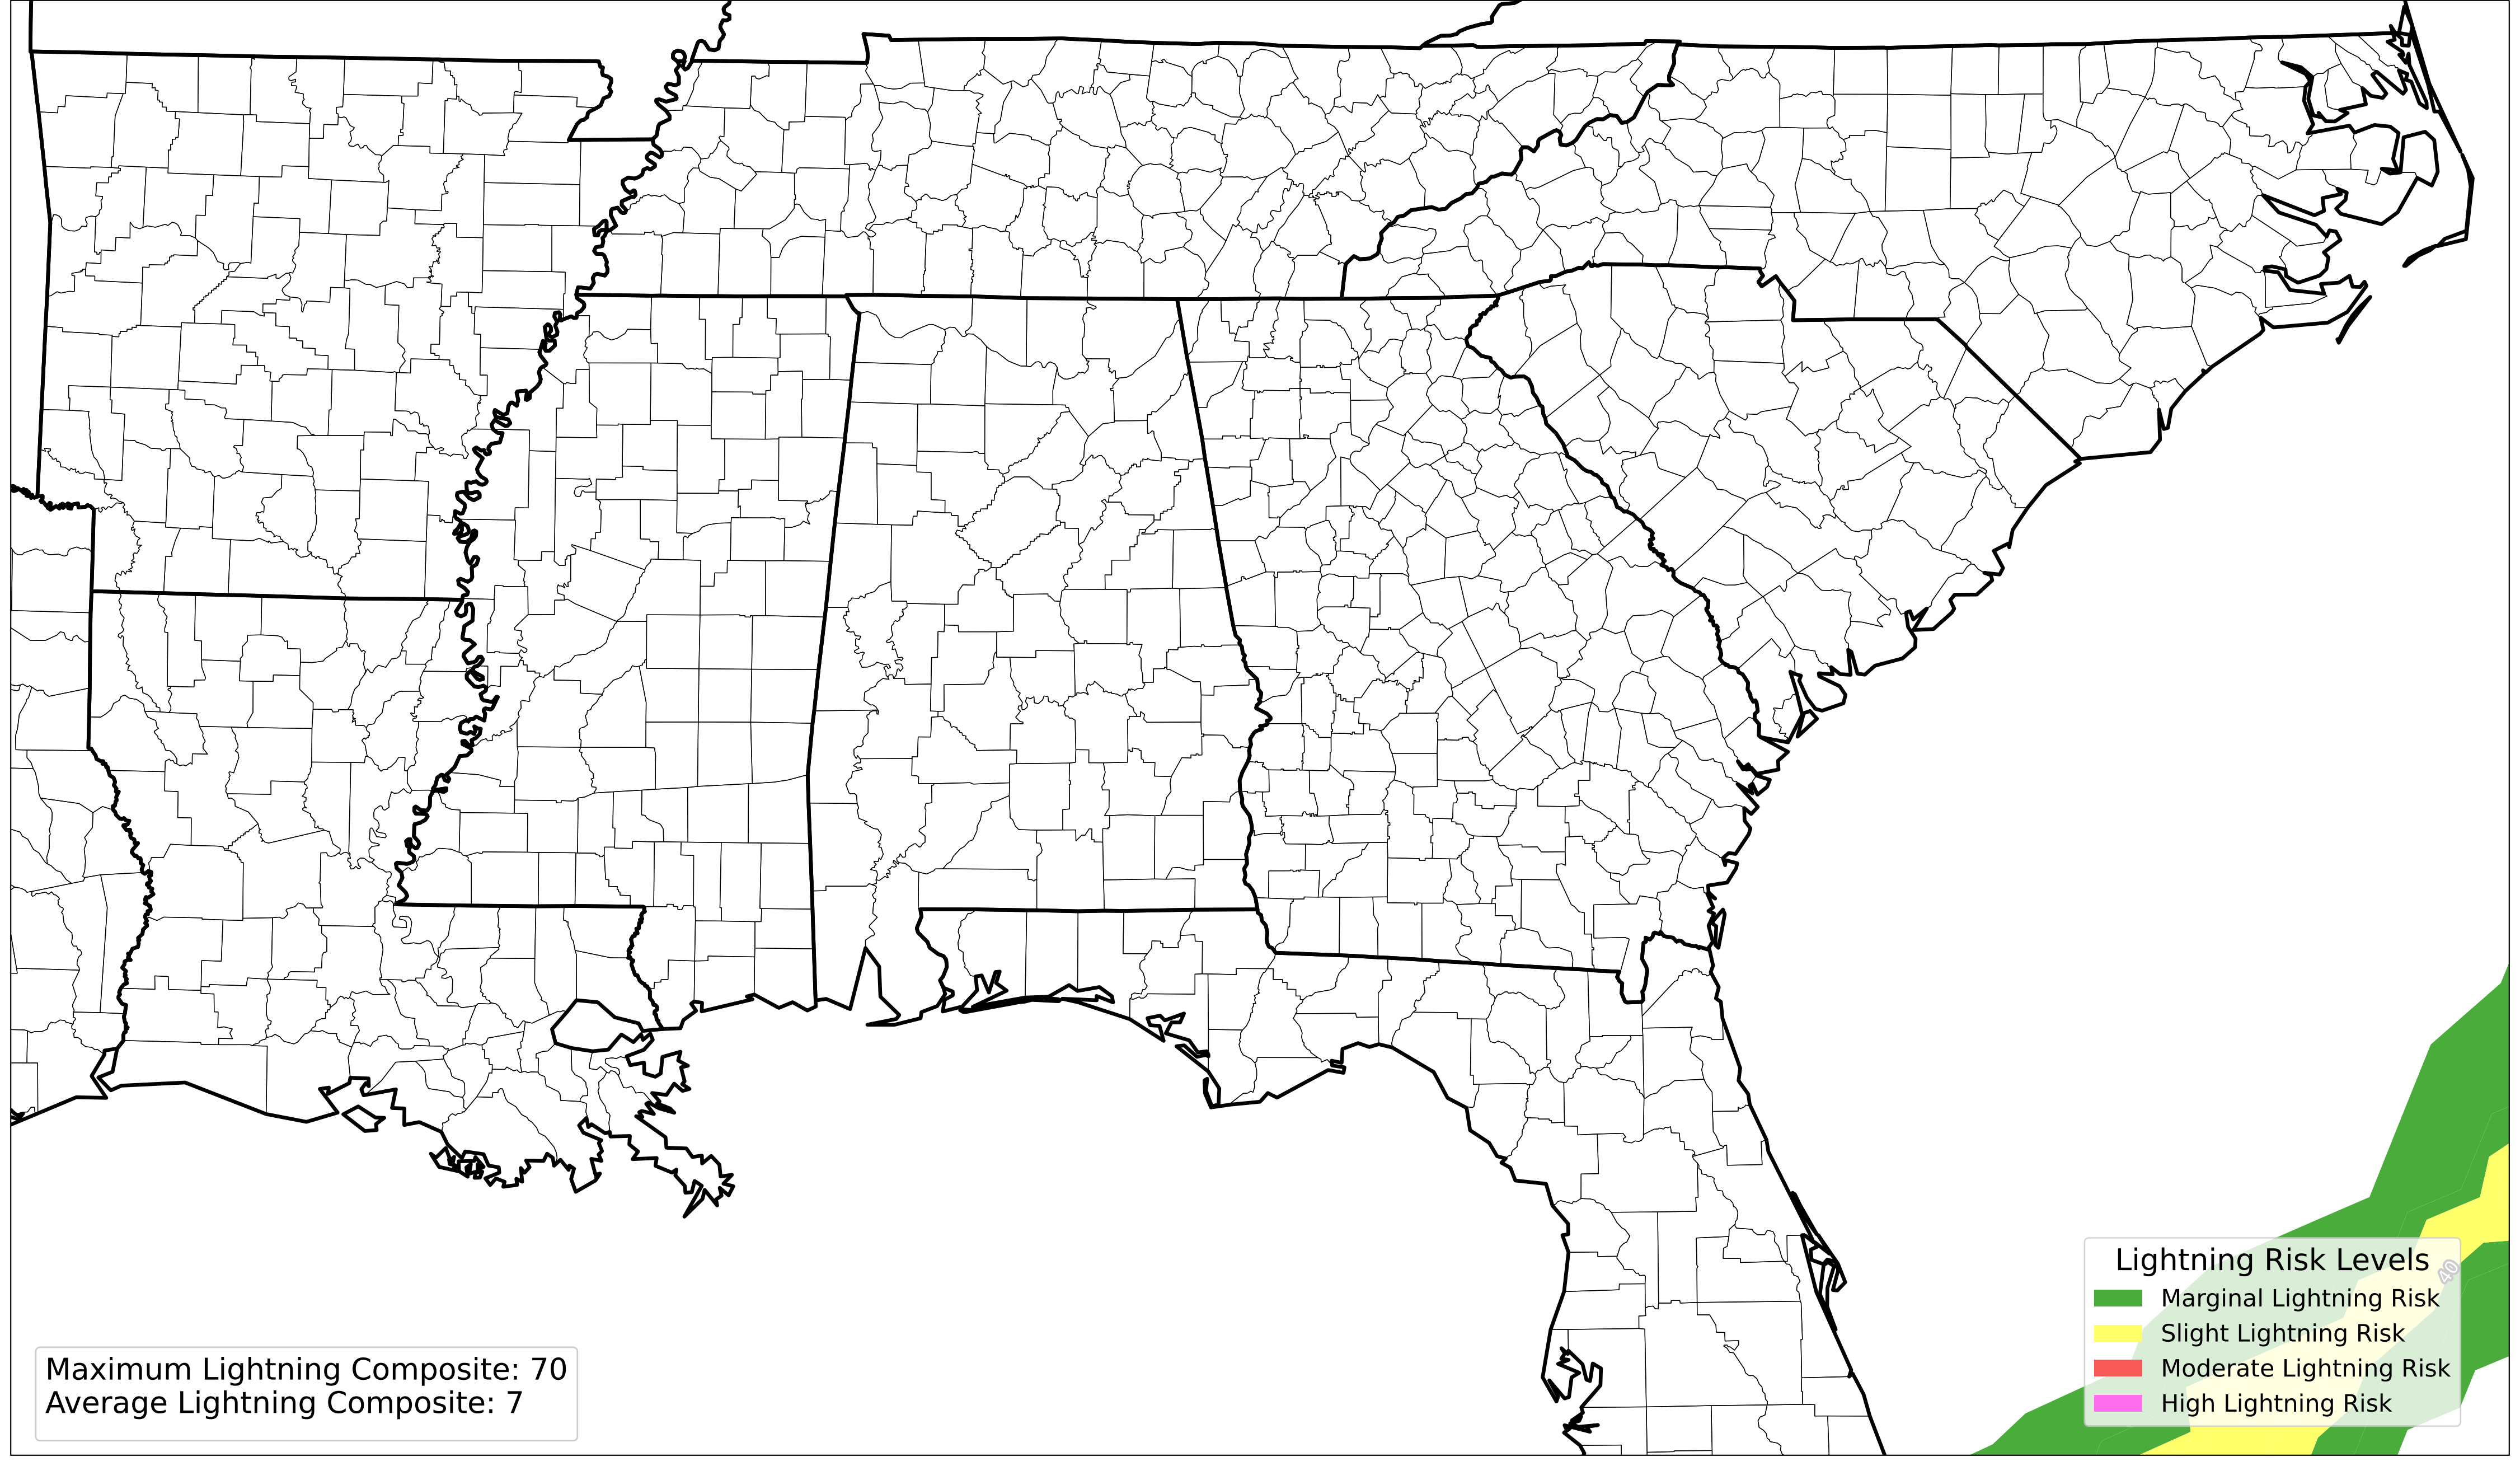 40
Lightning Risk Levels
Marginal Lightning Risk
Slight Lightning Risk
Moderate Lightning Risk
High Lightning Risk
Maximum Lightning Composite: 70
Average Lightning Composite: 7